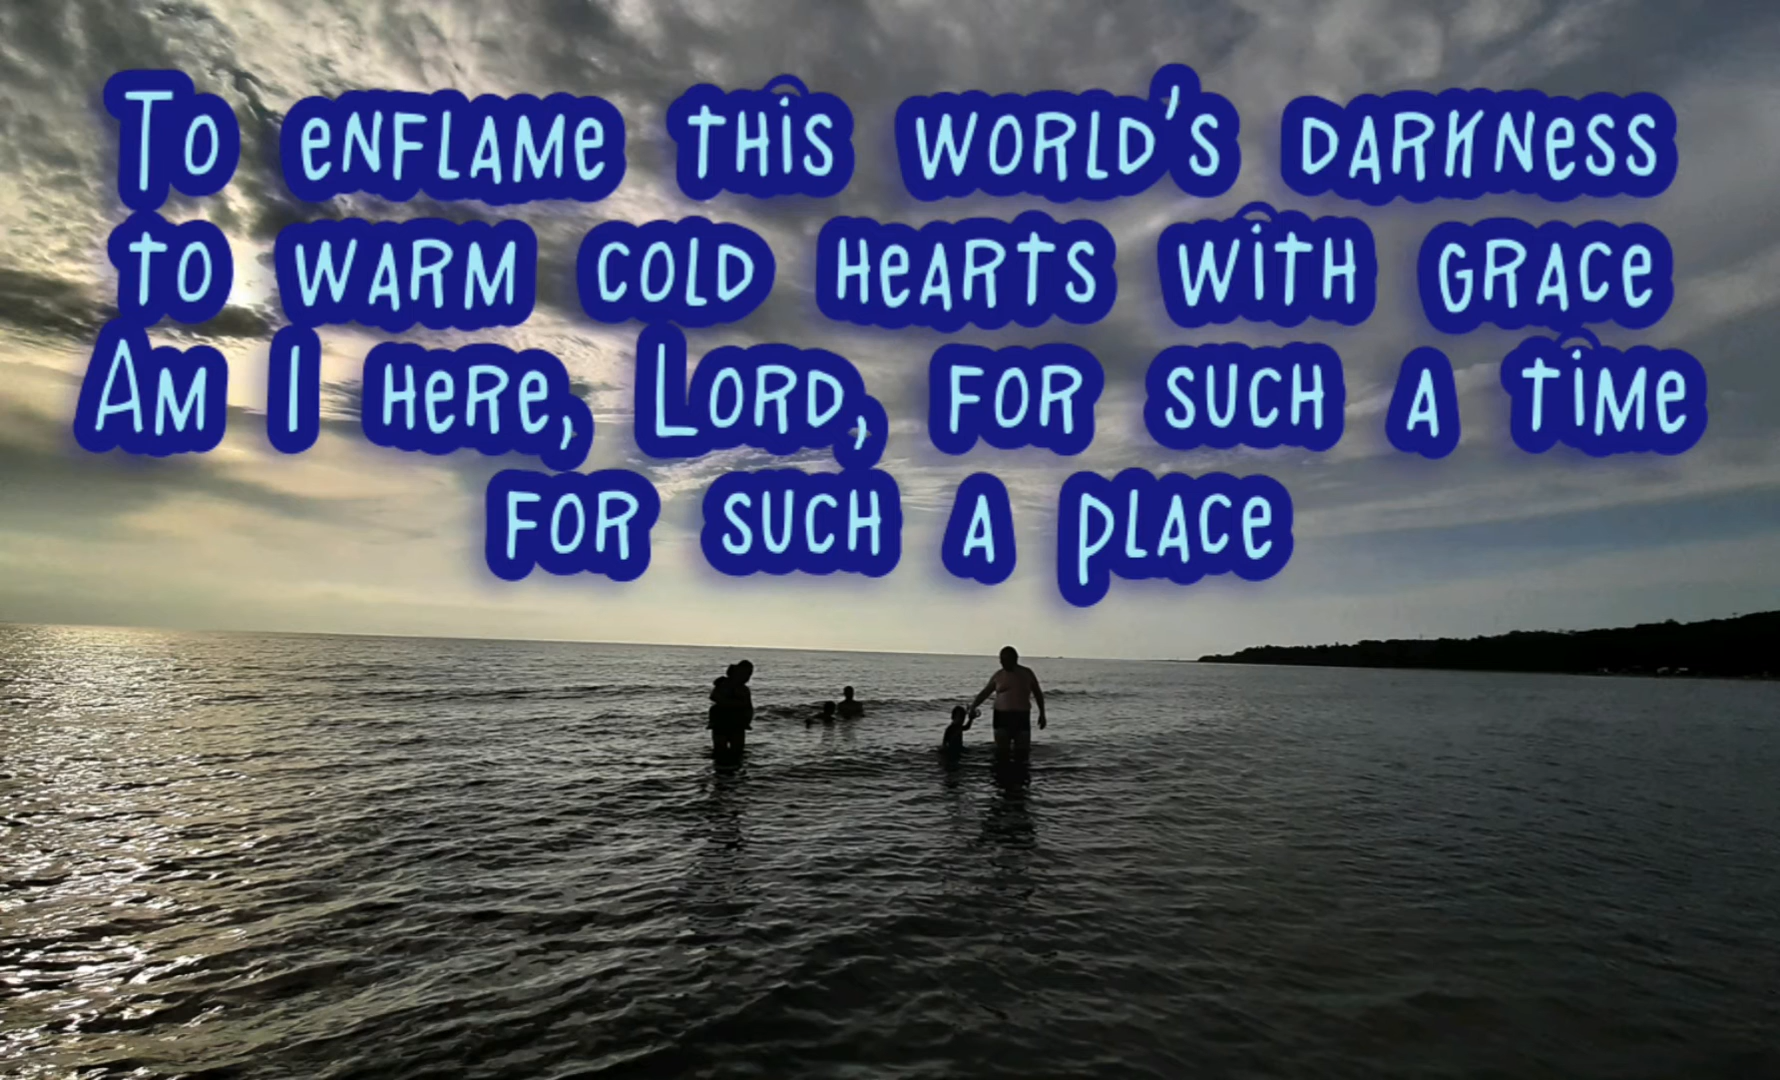 To enflame this world's darkness
to warm cold hearts with grace
Am I here, Lord, for such a time
for such a place